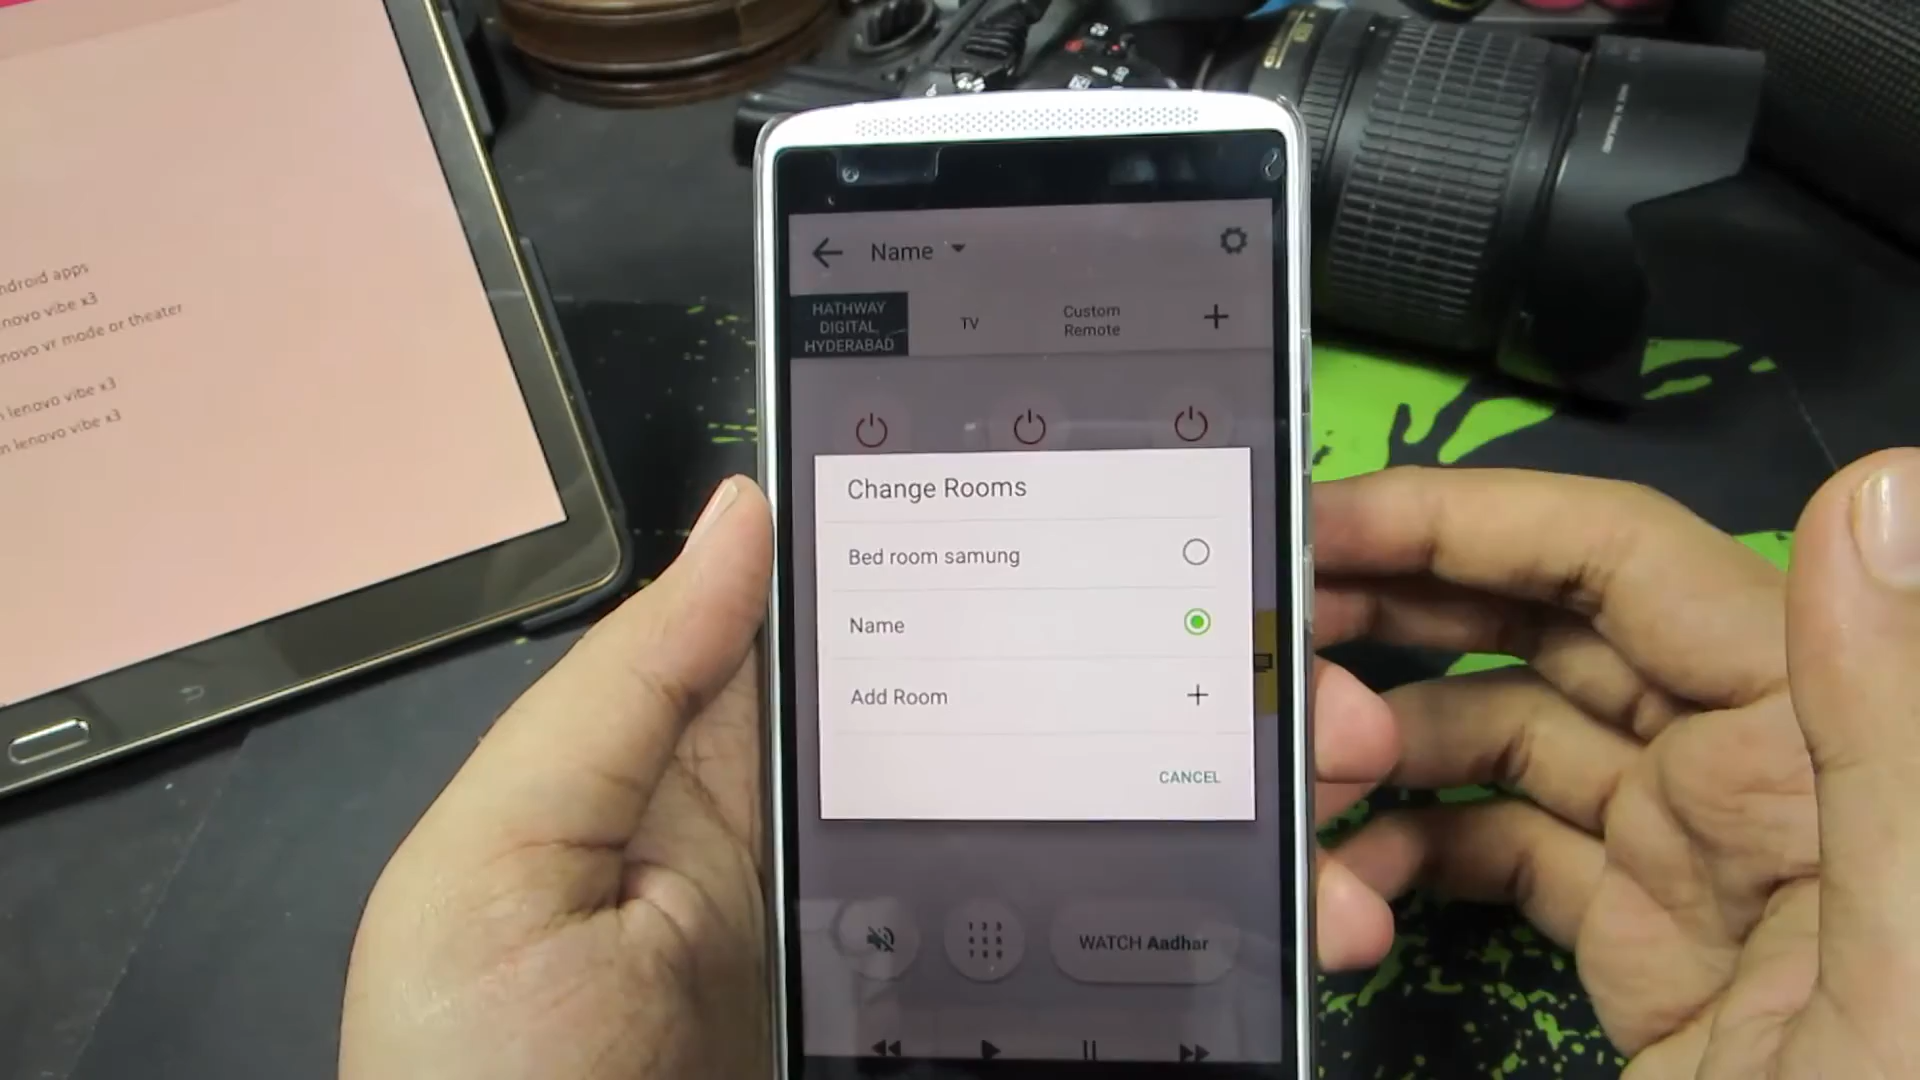 ndroid apps
novo vibe x3
novo vr mode or theater
n lenovo vibe x3
n lenovo vibe x3
Name
HATHWAY
DIGITAL
HYDERABAD
TV
Custom
Remote
Change Rooms
Bed room samung
Name
Add Room
CANCEL
WATCH Aadhar